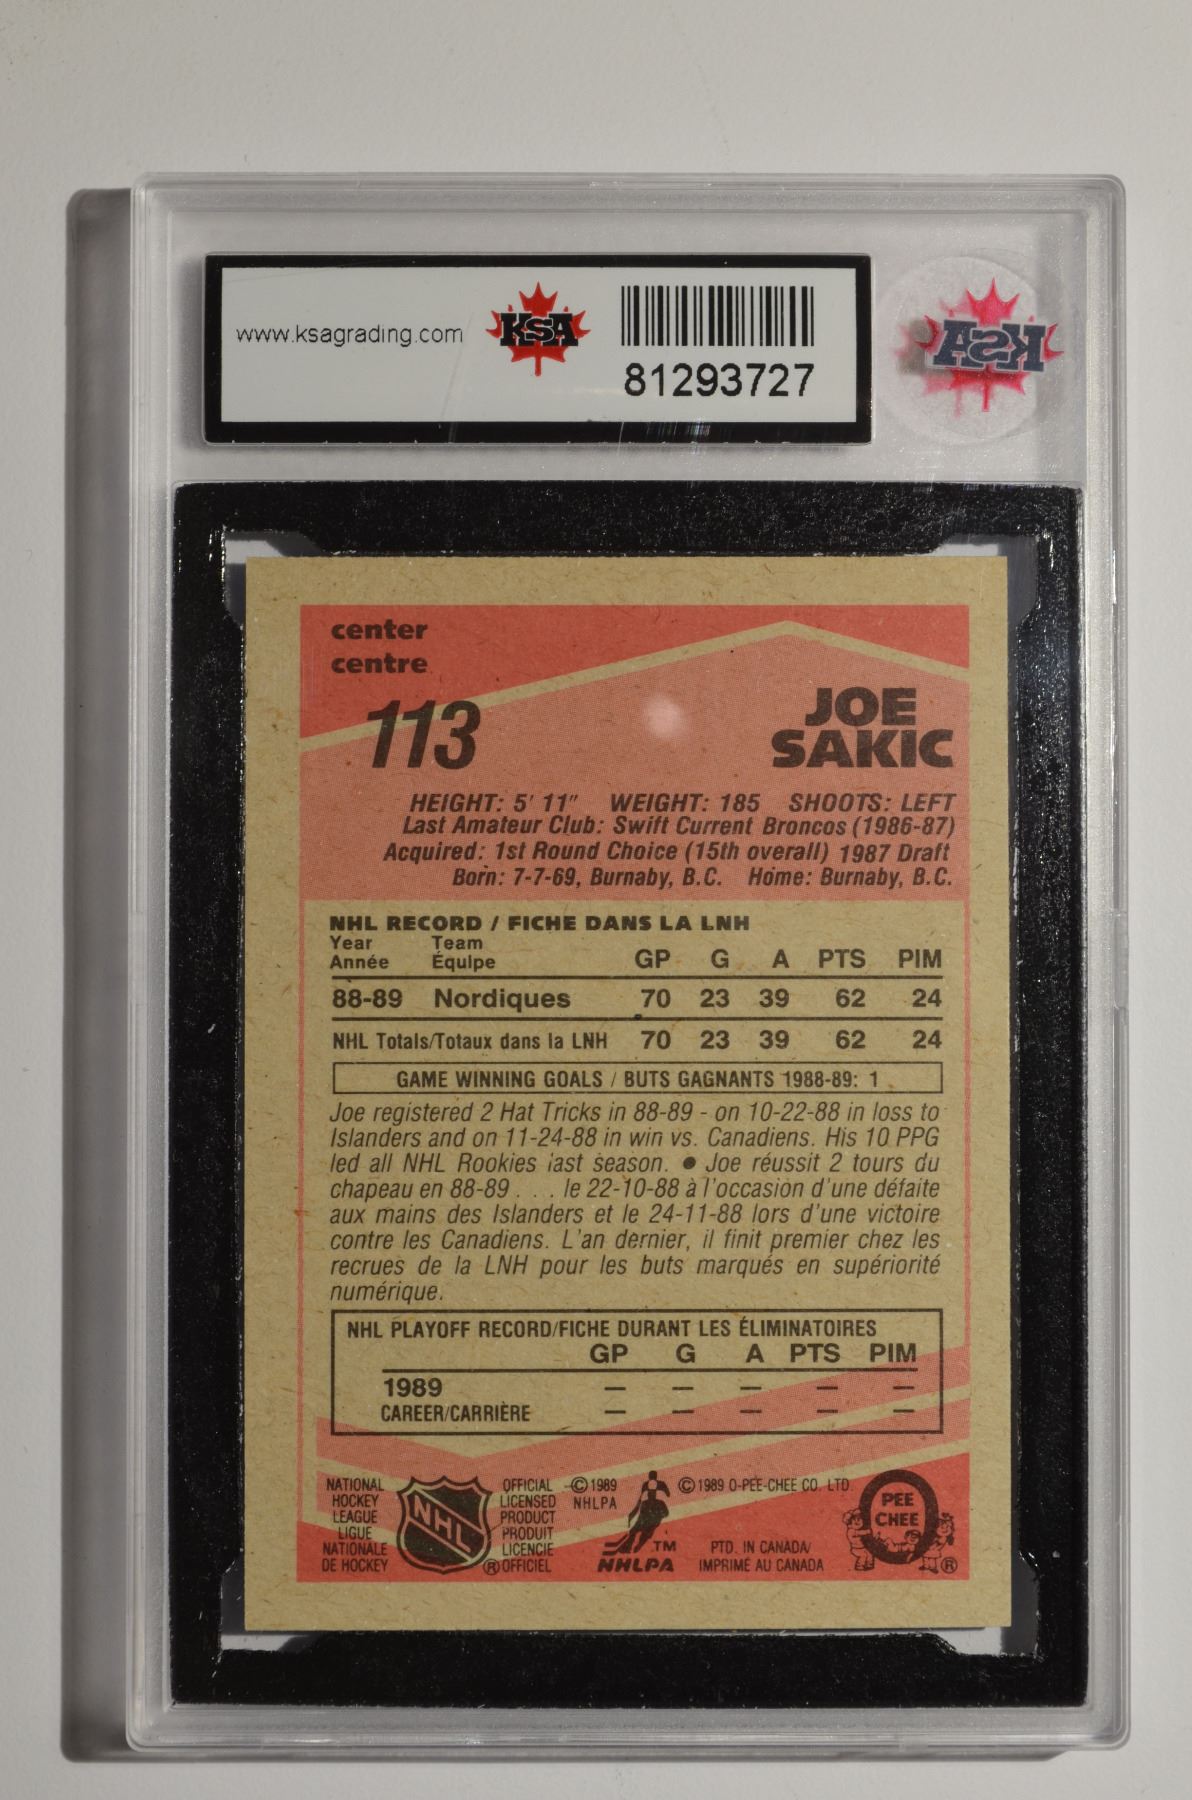 www.ksagrading.com
KSA
81293727
KSA
center
centre
113
JOE
SAKIC
HEIGHT: 5' 11" WEIGHT: 185 SHOOTS: LEFT
Last Amateur Club: Swift Current Broncos (1986-87)
Acquired: 1st Round Choice (15th overall) 1987 Draft
Born: 7-7-69, Burnaby, B.C. Home: Burnaby, B.C.
NHL RECORD / FICHE DANS LA LNH
Year Team
Année Équipe GP G A PTS PIM
88-89 Nordiques 70 23 39 62 24
NHL Totals/Totaux dans la LNH 70 23 39 62 24
GAME WINNING GOALS / BUTS GAGNANTS 1988-89: 1
Joe registered 2 Hat Tricks in 88-89 - on 10-22-88 in loss to
Islanders and on 11-24-88 in win vs. Canadiens. His 10 PPG
led all NHL Rookies last season. ● Joe réussit 2 tours du
chapeau en 88-89 . . . le 22-10-88 à l'occasion d'une défaite
aux mains des Islanders et le 24-11-88 lors d'une victoire
contre les Canadiens. L'an dernier, il finit premier chez les
recrues de la LNH pour les buts marqués en supériorité
numérique.
NHL PLAYOFF RECORD/FICHE DURANT LES ÉLIMINATOIRES
GP G A PTS PIM
1989 — — — — —
CAREER/CARRIÈRE — — — — —
NATIONAL
HOCKEY
LEAGUE
LIGUE
NATIONALE
DE HOCKEY
NHL
®
OFFICIAL
LICENSED
PRODUCT
PRODUIT
LICENCIE
OFFICIEL
© 1989
NHLPA
TM
NHLPA
© 1989 O-PEE-CHEE CO. LTD.
PTD. IN CANADA/
IMPRIMÉ AU CANADA
PEE
CHEE
®